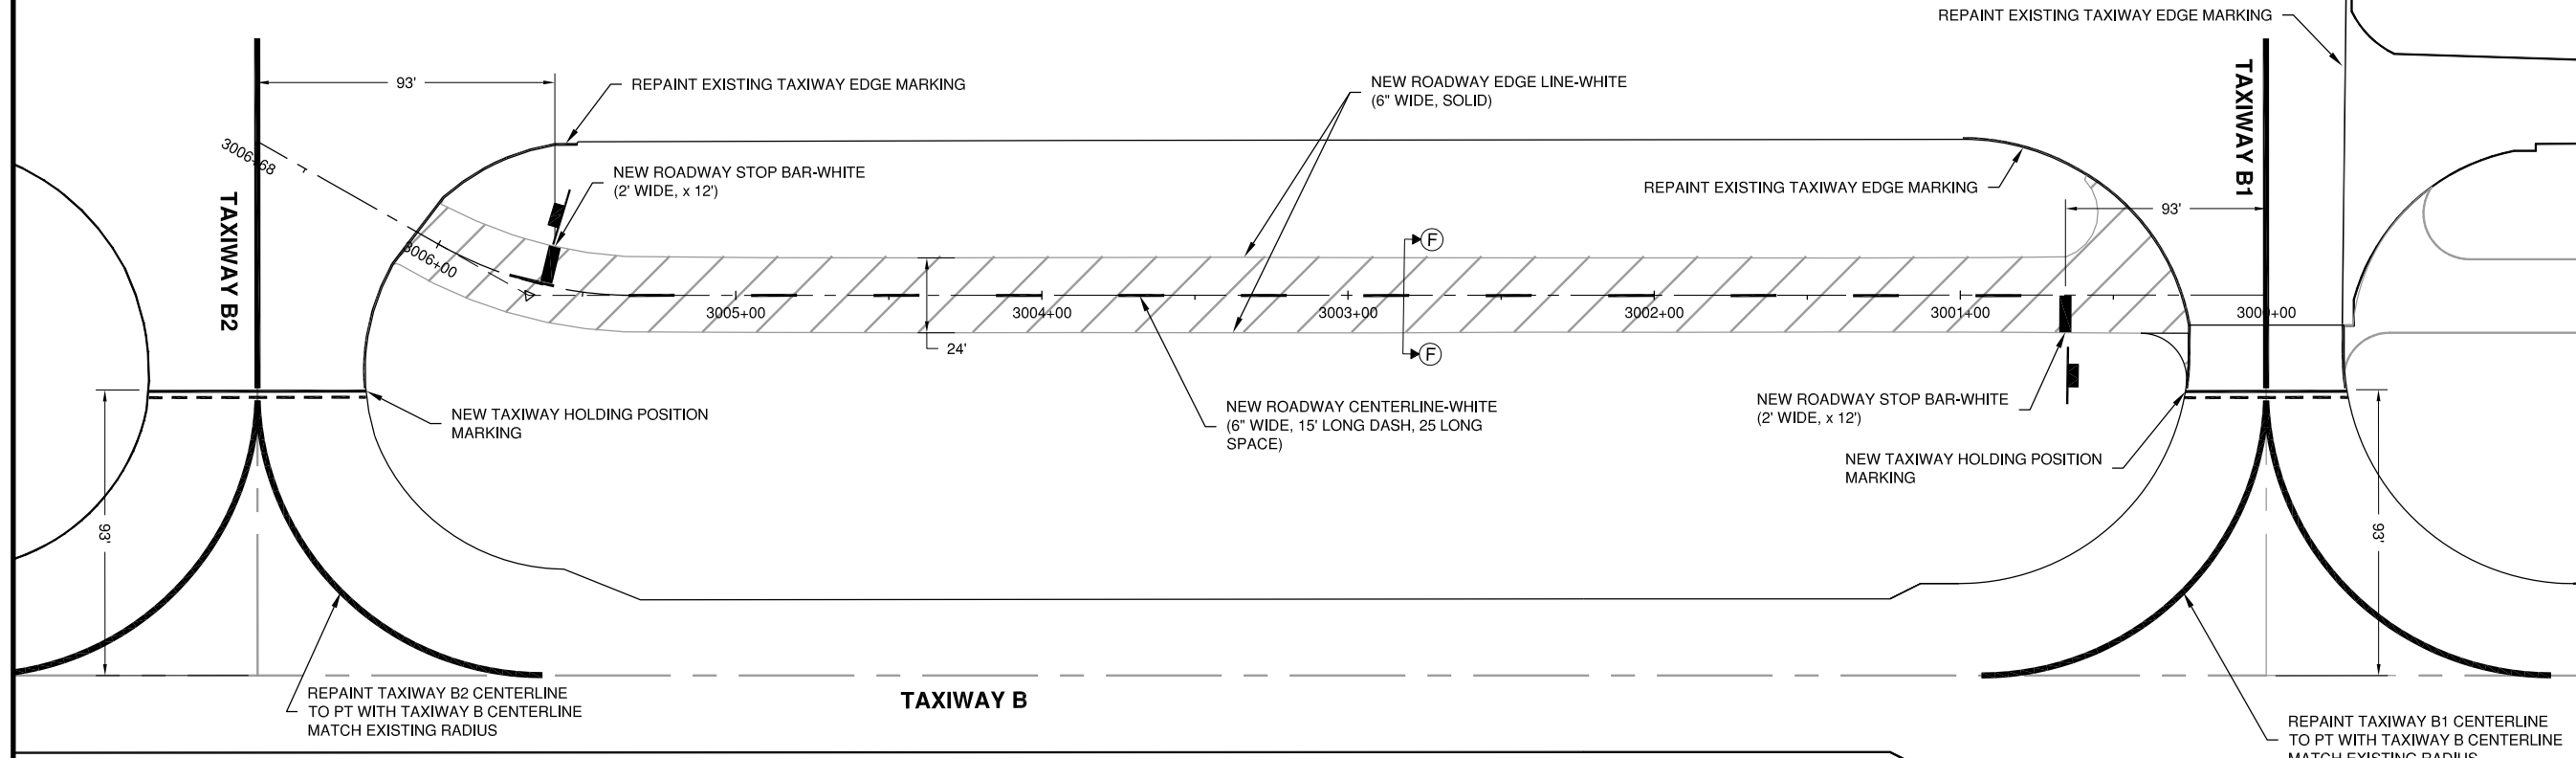 REPAINT EXISTING TAXIWAY EDGE MARKING
93'
REPAINT EXISTING TAXIWAY EDGE MARKING
NEW ROADWAY EDGE LINE-WHITE
(6" WIDE, SOLID)
TAXIWAY B1
3006+68
NEW ROADWAY STOP BAR-WHITE
(2' WIDE, x 12')
REPAINT EXISTING TAXIWAY EDGE MARKING
93'
TAXIWAY B2
3006+00
F
3005+00
3004+00
3003+00
3002+00
3001+00
3000+00
24'
F
NEW TAXIWAY HOLDING POSITION
MARKING
NEW ROADWAY CENTERLINE-WHITE
(6" WIDE, 15' LONG DASH, 25 LONG
SPACE)
NEW ROADWAY STOP BAR-WHITE
(2' WIDE, x 12')
NEW TAXIWAY HOLDING POSITION
MARKING
93'
93'
REPAINT TAXIWAY B2 CENTERLINE
TO PT WITH TAXIWAY B CENTERLINE
MATCH EXISTING RADIUS
TAXIWAY B
REPAINT TAXIWAY B1 CENTERLINE
TO PT WITH TAXIWAY B CENTERLINE
MATCH EXISTING RADIUS